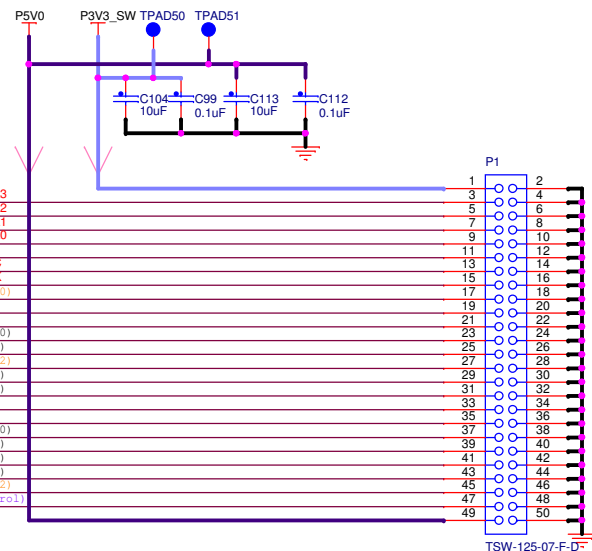 P5V0 P3V3_SW TPAD50 TPAD51
C104 C99 C113 C112
10uF 0.1uF 10uF 0.1uF
P1
1 2
3 3 4
2 5 6
1 7 8
0 9 10
11 12
13 14
15 16
0) 17 18
19 20
21 22
0) 23 24
) 25 26
2) 27 28
) 29 30
) 31 32
33 34
35 36
0) 37 38
) 39 40
) 41 42
) 43 44
2) 45 46
rol) 47 48
49 50
TSW-125-07-F-D